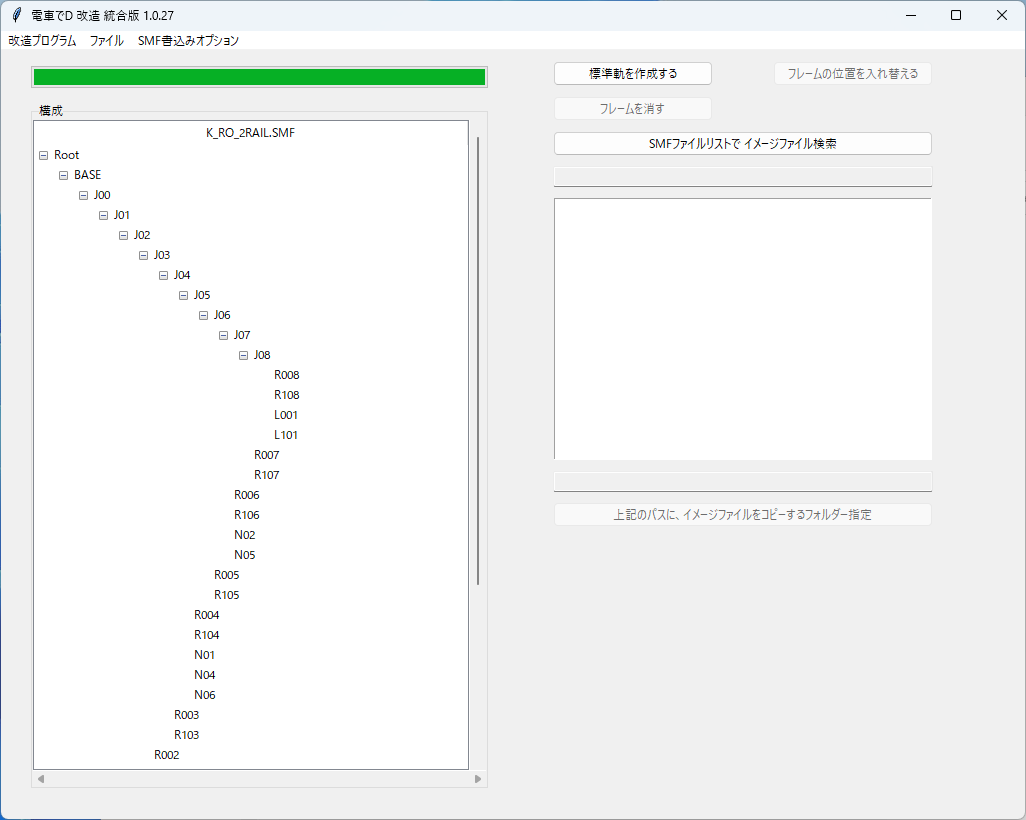 電車でD 改造 統合版 1.0.27
改造プログラム ファイル SMF書込みオプション
標準軌を作成する フレームの位置を入れ替える
フレームを消す
SMFファイルリストで イメージファイル検索
上記のパスに、イメージファイルをコピーするフォルダー指定
構成
K_RO_2RAIL.SMF
Root
BASE
J00
J01
J02
J03
J04
J05
J06
J07
J08
R008
R108
L001
L101
R007
R107
R006
R106
N02
N05
R005
R105
R004
R104
N01
N04
N06
R003
R103
R002